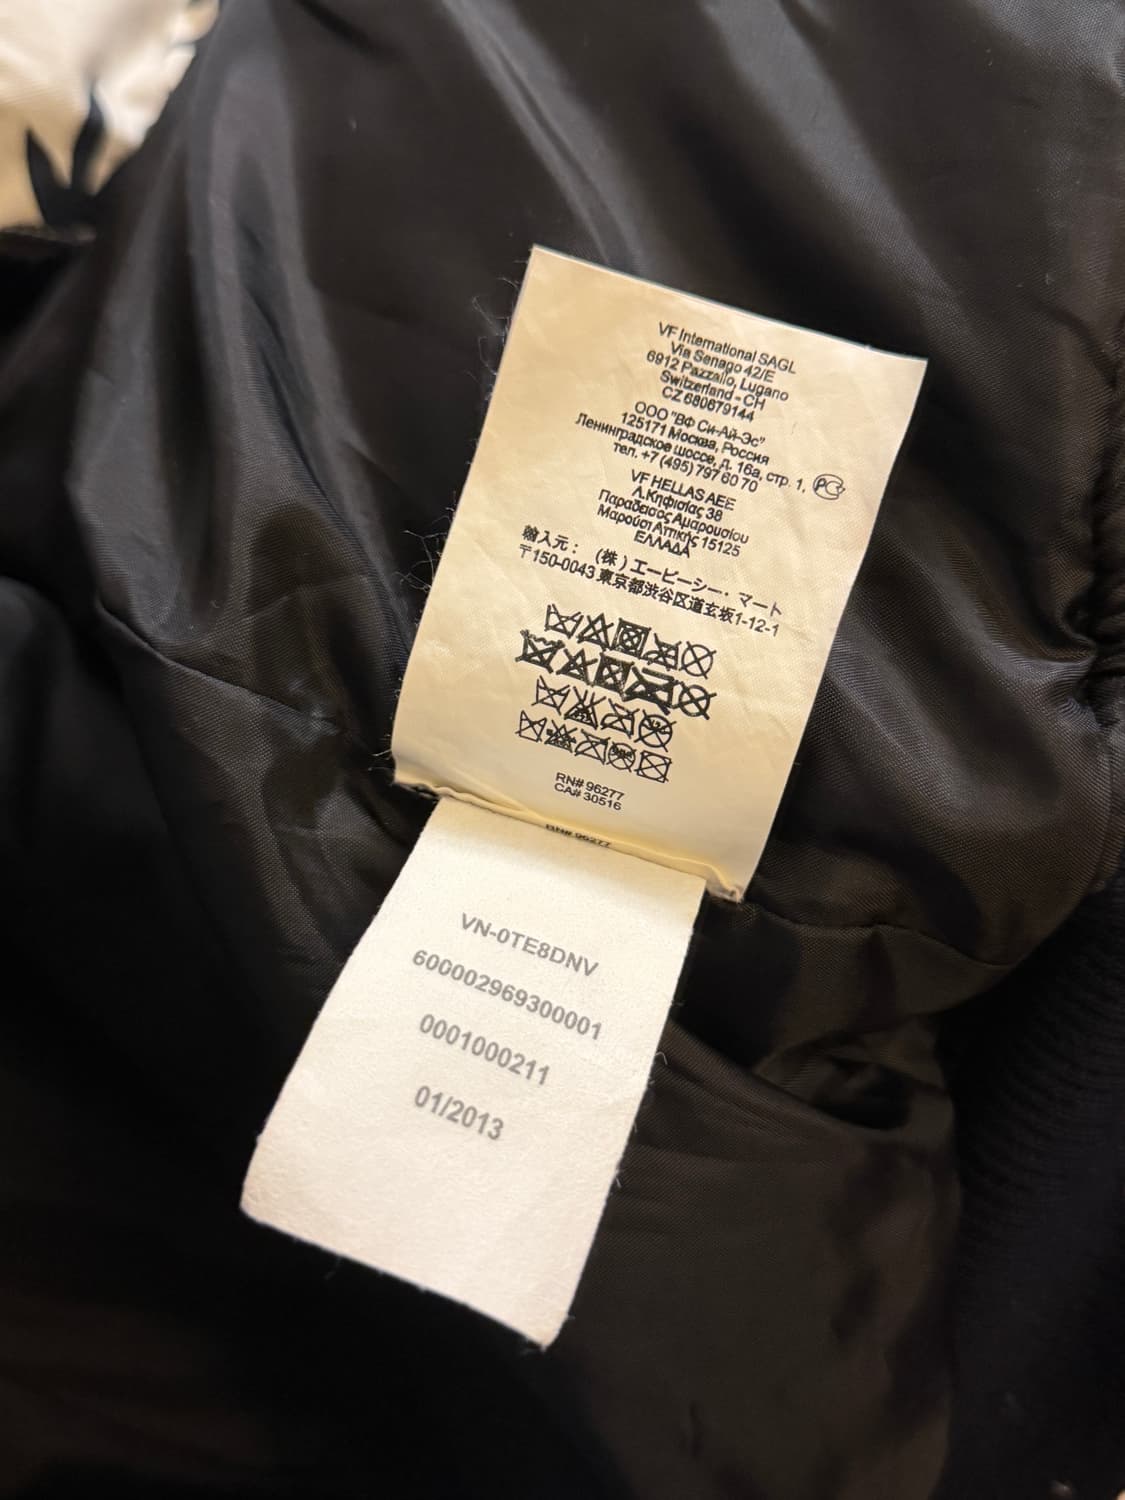 VF International SAGL
Via Senago 42/E
6912 Pazzallo, Lugano
Switzerland - CH
CZ 680679144
ООО "ВФ Си-Ай-Эс"
125171 Москва, Россия
Ленинградское шоссе, д. 16а, стр. 1,
тел. +7 (495) 797 60 70
VF HELLAS AEE
Λ.Κηφισίας 38
Παράδεισος Αμαρουσίου
Μαρούσι Αττικής 15125
ΕΛΛΑΔΑ
輸入元： (株) エービーシー・マート
〒150-0043 東京都渋谷区道玄坂1-12-1
RN# 96277
CA# 30516
RN# 96277
VN-0TE8DNV
600002969300001
0001000211
01/2013